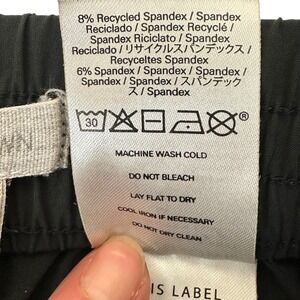 8% Recycled Spandex / Spandex
Reciclado / Spandex Recyclé /
Spandex Riciclato / Spandex
Reciclado / リサイクルスパンデックス /
Recyceltes Spandex
6% Spandex / Spandex / Spandex
/ Spandex / Spandex / スパンデック
ス / Spandex
30
MACHINE WASH COLD
DO NOT BLEACH
LAY FLAT TO DRY
COOL IRON IF NECESSARY
DO NOT DRY CLEAN
IS LABEL
WN